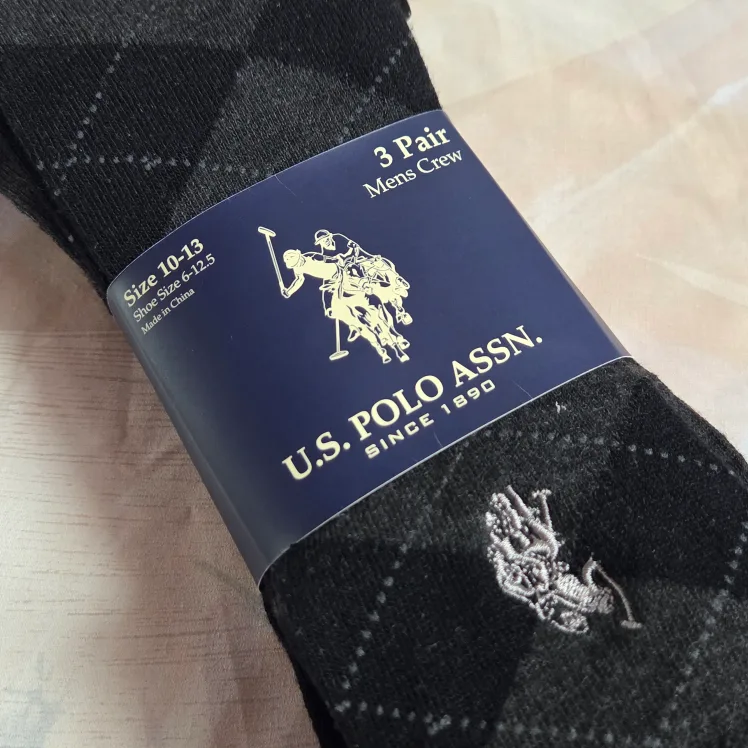 3 Pair
Mens Crew
Size 10-13
Shoe Size 6-12.5
Made in China
U.S. POLO ASSN.
SINCE 1890